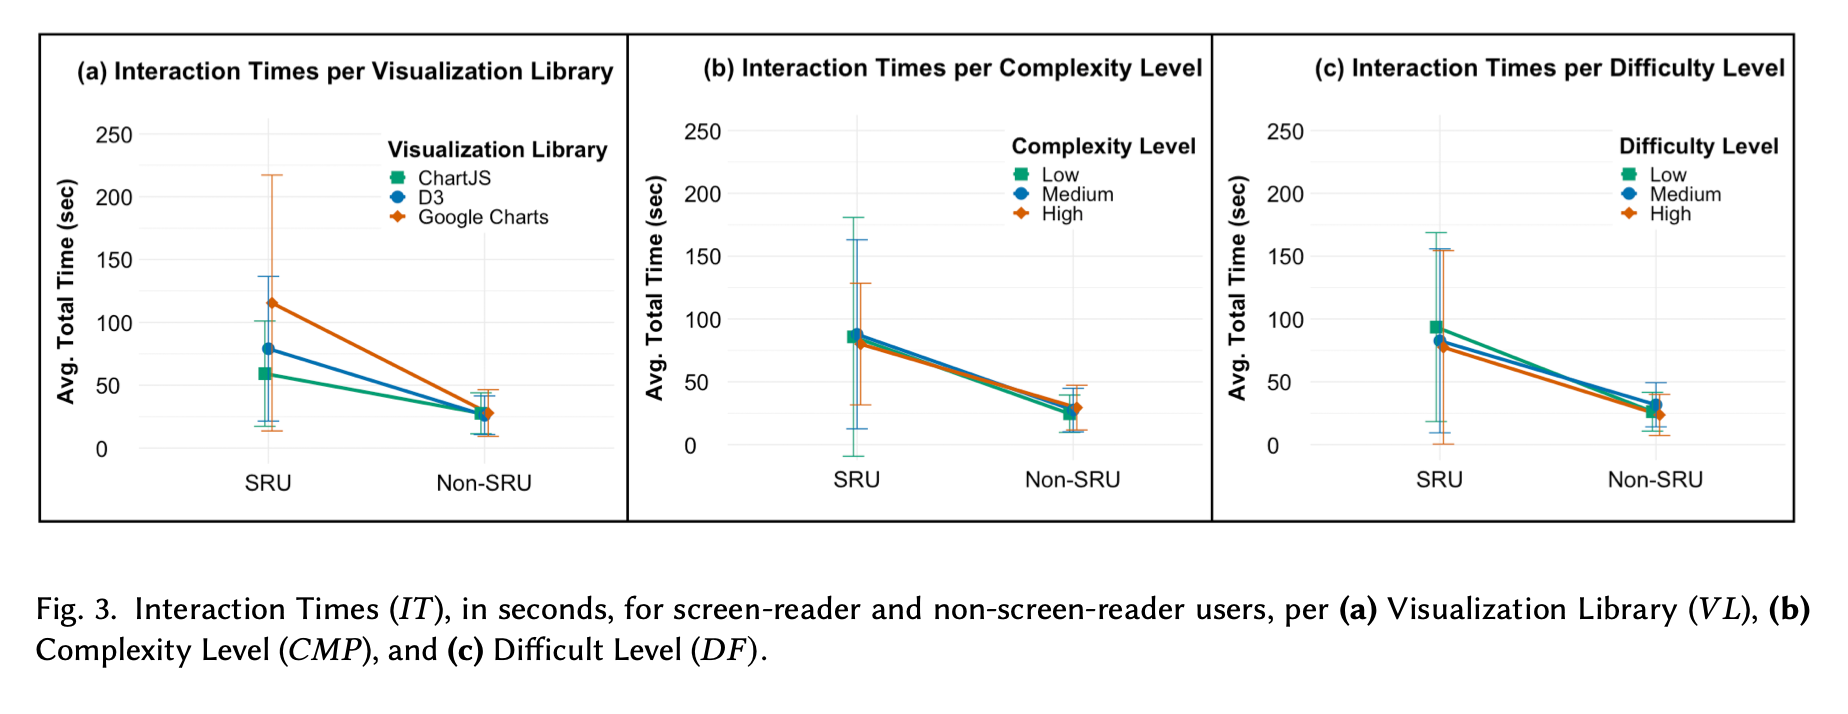 (a) Interaction Times per Visualization Library
250
200
150
100
50
0
Avg. Total Time (sec)
Visualization Library
ChartJS
D3
Google Charts
SRU
Non-SRU
(b) Interaction Times per Complexity Level
250
200
150
100
50
0
Avg. Total Time (sec)
Complexity Level
Low
Medium
High
SRU
Non-SRU
(c) Interaction Times per Difficulty Level
250
200
150
100
50
0
Avg. Total Time (sec)
Difficulty Level
Low
Medium
High
SRU
Non-SRU
Fig. 3. Interaction Times (IT), in seconds, for screen-reader and non-screen-reader users, per (a) Visualization Library (VL), (b)
Complexity Level (CMP), and (c) Difficult Level (DF).